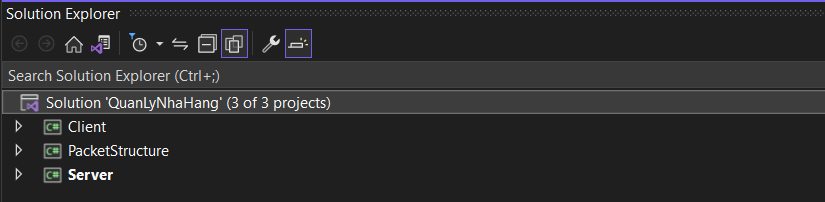 Solution Explorer
Search Solution Explorer (Ctrl+;)
Solution 'QuanLyNhaHang' (3 of 3 projects)
C# Client
C# PacketStructure
C# Server